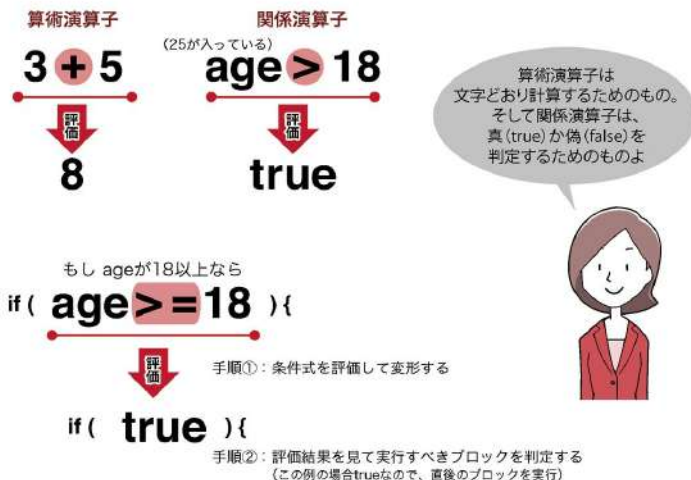 算術演算子
関係演算子
(25が入っている)
3 + 5
age > 18
評価
評価
8
true
算術演算子は
文字どおり計算するためのもの。
そして関係演算子は、
真(true)か偽(false)を
判定するためのものよ
もし ageが18以上なら
if ( age >= 18 ) {
評価
手順①：条件式を評価して変形する
if ( true ) {
手順②：評価結果を見て実行すべきブロックを判定する
(この例の場合trueなので、直後のブロックを実行)